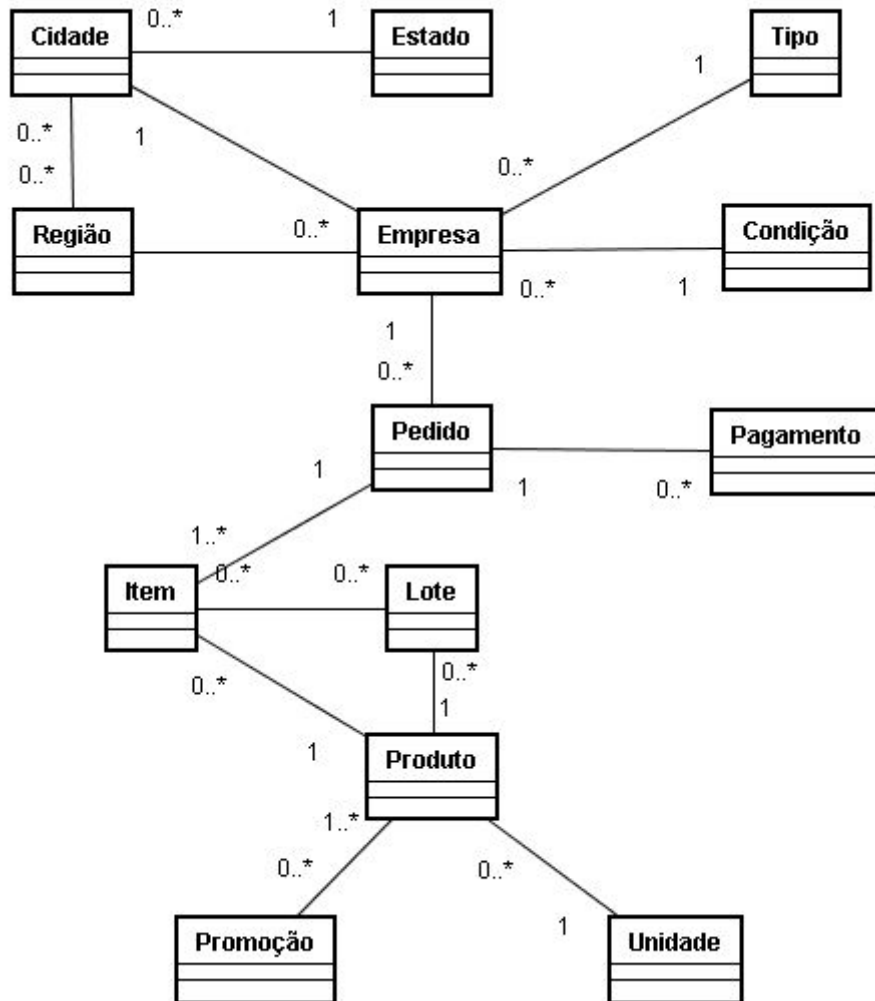 0..*
1
Cidade
Estado
Tipo
1
0..*
1
0..*
0..*
Região
0..*
Empresa
Condição
0..*
1
1
0..*
Pedido
Pagamento
1
1
0..*
1..*
0..*
0..*
Item
Lote
0..*
0..*
1
1
Produto
1..*
0..*
0..*
1
Promoção
Unidade